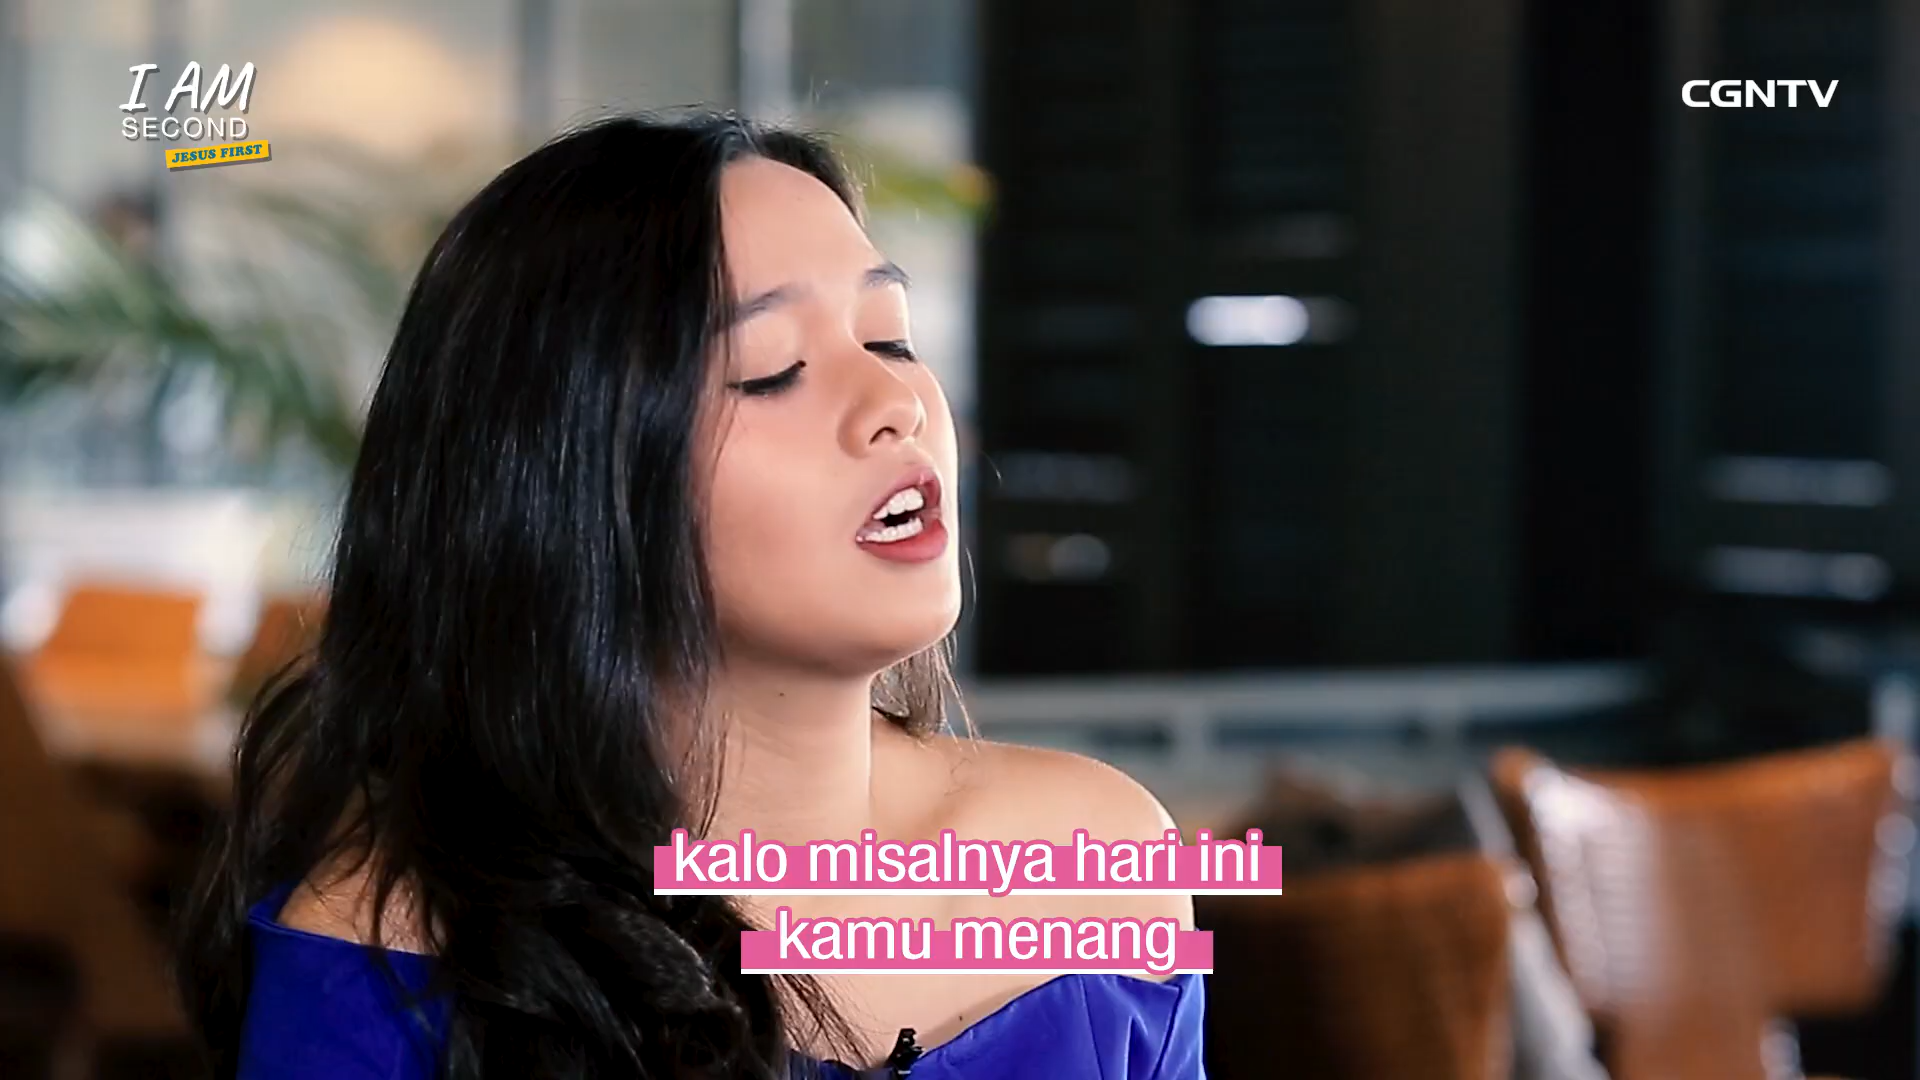 I AM
SECOND
JESUS FIRST
CGNTV
kalo misalnya hari ini
kamu menang